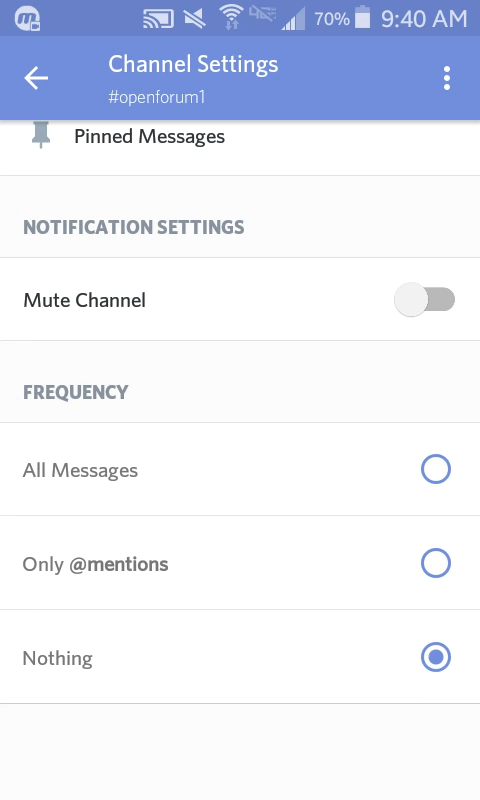 70% 9:40 AM
Channel Settings
#openforum1
Pinned Messages
NOTIFICATION SETTINGS
Mute Channel
FREQUENCY
All Messages
Only @mentions
Nothing